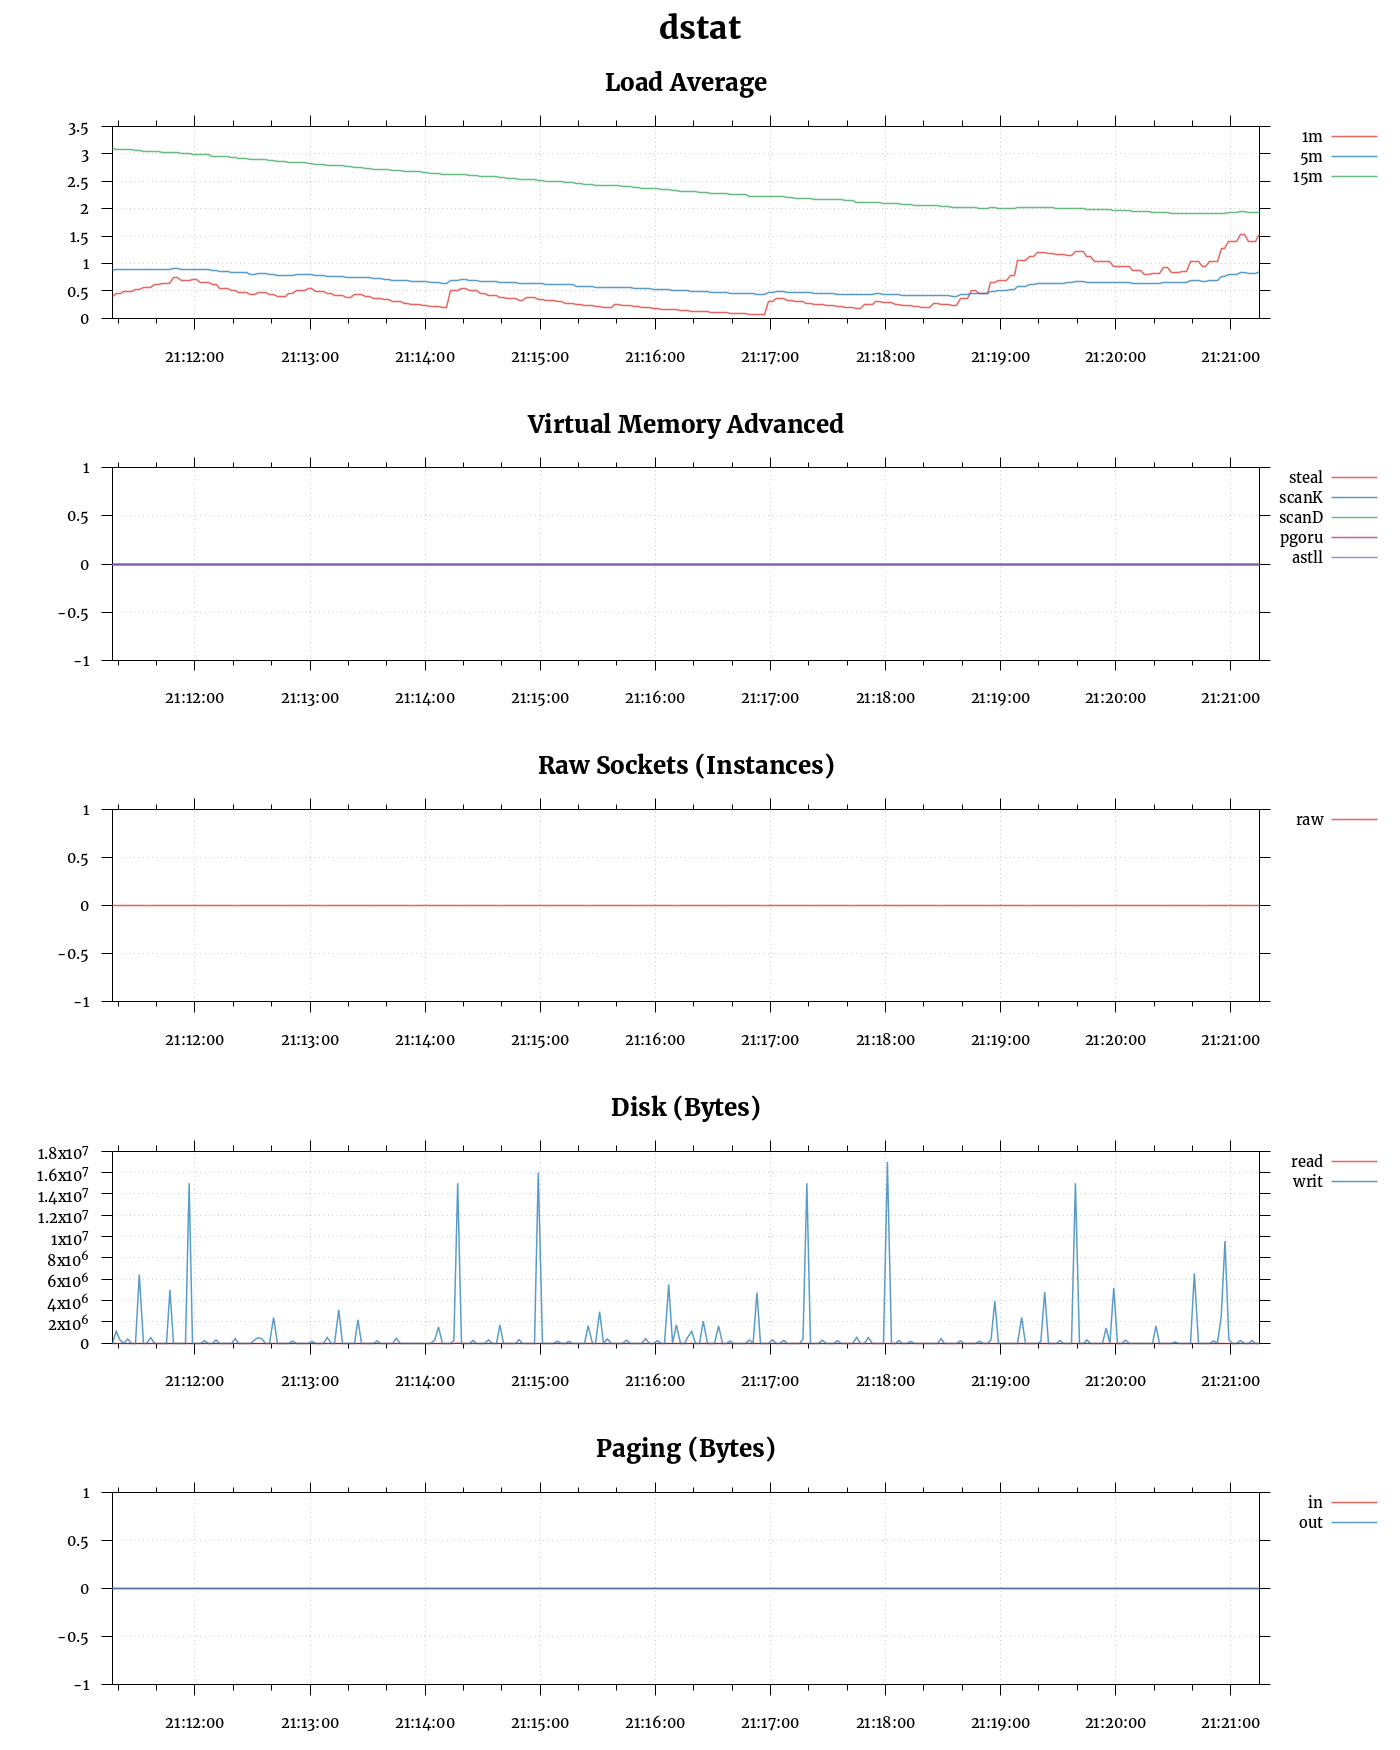 dstat
Load Average
3.5
3
2.5
2
1.5
1
0.5
0
21:12:00 21:13:00 21:14:00 21:15:00 21:16:00 21:17:00 21:18:00 21:19:00 21:20:00 21:21:00
1m
5m
15m
Virtual Memory Advanced
1
0.5
0
-0.5
-1
21:12:00 21:13:00 21:14:00 21:15:00 21:16:00 21:17:00 21:18:00 21:19:00 21:20:00 21:21:00
steal
scanK
scanD
pgoru
astll
Raw Sockets (Instances)
1
0.5
0
-0.5
-1
21:12:00 21:13:00 21:14:00 21:15:00 21:16:00 21:17:00 21:18:00 21:19:00 21:20:00 21:21:00
raw
Disk (Bytes)
1.8x10⁷
1.6x10⁷
1.4x10⁷
1.2x10⁷
1x10⁷
8x10⁶
6x10⁶
4x10⁶
2x10⁶
0
21:12:00 21:13:00 21:14:00 21:15:00 21:16:00 21:17:00 21:18:00 21:19:00 21:20:00 21:21:00
read
writ
Paging (Bytes)
1
0.5
0
-0.5
-1
21:12:00 21:13:00 21:14:00 21:15:00 21:16:00 21:17:00 21:18:00 21:19:00 21:20:00 21:21:00
in
out